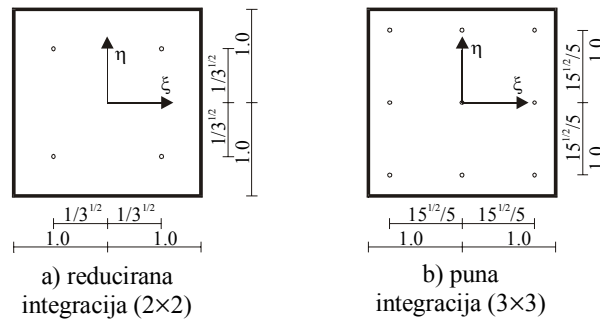 η
ξ
1/3^1/2
1/3^1/2
1.0
1.0
1/3^1/2
1/3^1/2
1.0
1.0
a) reducirana
integracija (2×2)
η
ξ
15^1/2/5
15^1/2/5
1.0
1.0
15^1/2/5
15^1/2/5
1.0
1.0
b) puna
integracija (3×3)